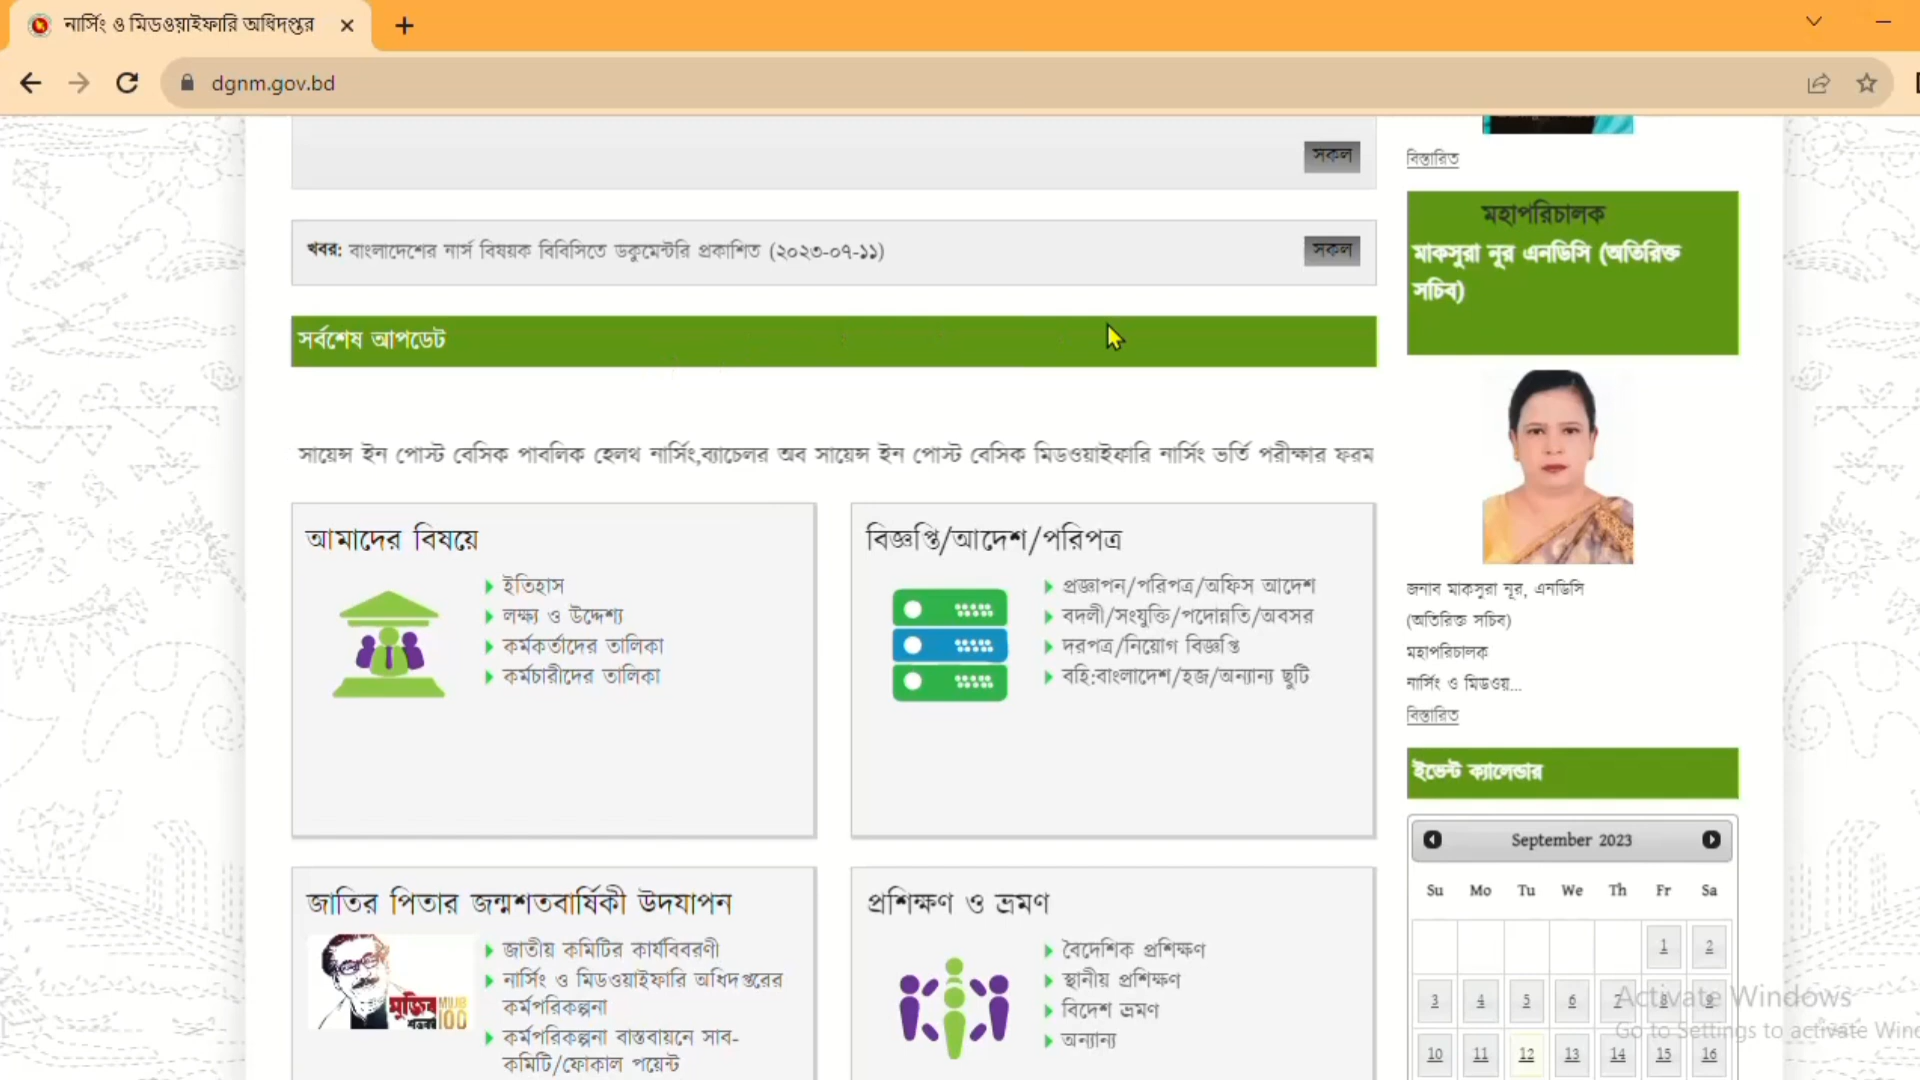 নার্সিং ও মিডওয়াইফারি অধিদপ্তর
dgnm.gov.bd
সকল
খবর: বাংলাদেশের নার্স বিষয়ক বিবিসিতে ডকুমেন্টরি প্রকাশিত (২০২৩-০৭-১১)
সকল
সর্বশেষ আপডেট
সায়েন্স ইন পোস্ট বেসিক পাবলিক হেলথ নার্সিং,ব্যাচেলর অব সায়েন্স ইন পোস্ট বেসিক মিডওয়াইফারি নার্সিং ভর্তি পরীক্ষার ফরম
আমাদের বিষয়ে
ইতিহাস
লক্ষ্য ও উদ্দেশ্য
কর্মকর্তাদের তালিকা
কর্মচারীদের তালিকা
বিজ্ঞপ্তি/আদেশ/পরিপত্র
প্রজ্ঞাপন/পরিপত্র/অফিস আদেশ
বদলী/সংযুক্তি/পদোন্নতি/অবসর
দরপত্র/নিয়োগ বিজ্ঞপ্তি
বহি:বাংলাদেশ/হজ/অন্যান্য ছুটি
জাতির পিতার জন্মশতবার্ষিকী উদযাপন
জাতীয় কমিটির কার্যবিবরণী
নার্সিং ও মিডওয়াইফারি অধিদপ্তরের
কর্মপরিকল্পনা
কর্মপরিকল্পনা বাস্তবায়নে সাব-
কমিটি/ফোকাল পয়েন্ট
মুজিব
শতবর্ষ
MUJIB
100
প্রশিক্ষণ ও ভ্রমণ
বৈদেশিক প্রশিক্ষণ
স্থানীয় প্রশিক্ষণ
বিদেশ ভ্রমণ
অন্যান্য
বিস্তারিত
মহাপরিচালক
মাকসুরা নূর এনডিসি (অতিরিক্ত
সচিব)
জনাব মাকসুরা নূর, এনডিসি
(অতিরিক্ত সচিব)
মহাপরিচালক
নার্সিং ও মিডওয়...
বিস্তারিত
ইভেন্ট ক্যালেন্ডার
September 2023
Su Mo Tu We Th Fr Sa
1 2
3 4 5 6 7 8 9
10 11 12 13 14 15 16
Activate Windows
Go to Settings to activate Win